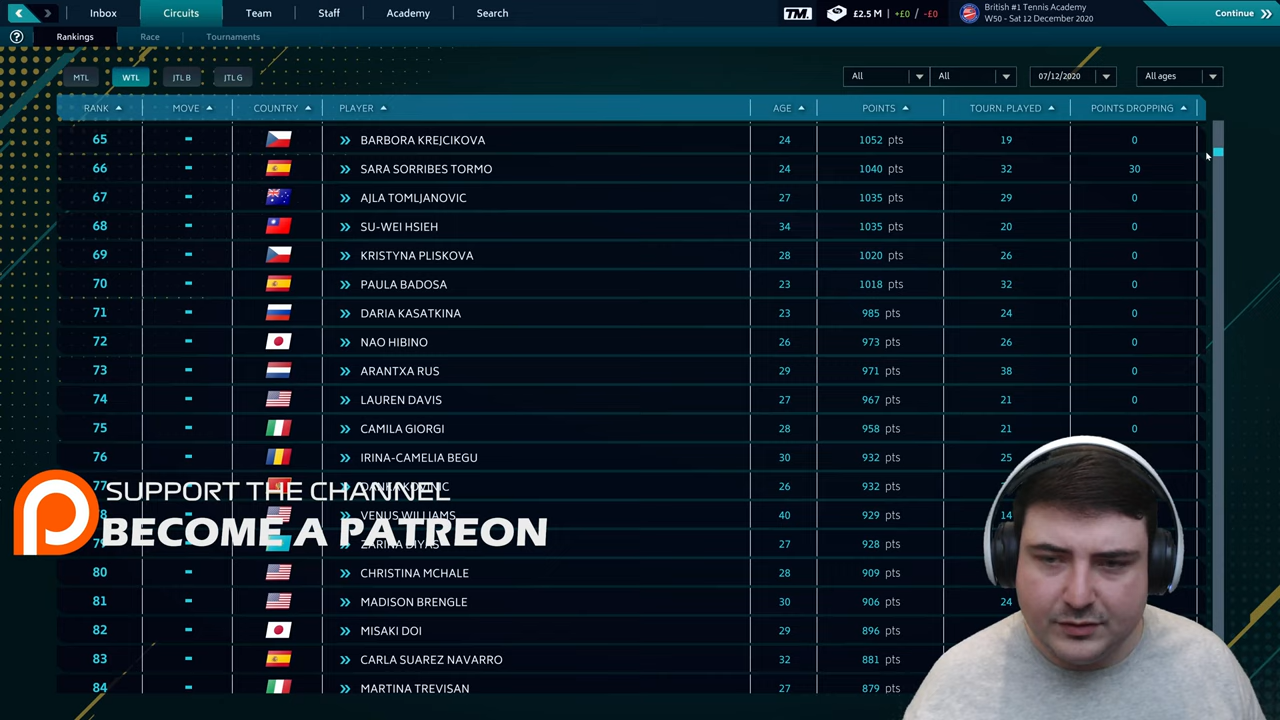 Inbox Circuits Team Staff Academy Search TM. £2.5 M | +£0 / -£0 British #1 Tennis Academy Continue
W50 - Sat 12 December 2020
? Rankings Race Tournaments
MTL WTL JTL B JTL G All All 07/12/2020 All ages
RANK MOVE COUNTRY PLAYER AGE POINTS TOURN. PLAYED POINTS DROPPING
65 BARBORA KREJCIKOVA 24 1052 pts 19 0
66 SARA SORRIBES TORMO 24 1040 pts 32 30
67 AJLA TOMLJANOVIC 27 1035 pts 29 0
68 SU-WEI HSIEH 34 1035 pts 20 0
69 KRISTYNA PLISKOVA 28 1020 pts 26 0
70 PAULA BADOSA 23 1018 pts 32 0
71 DARIA KASATKINA 23 985 pts 24 0
72 NAO HIBINO 26 973 pts 26 0
73 ARANTXA RUS 29 971 pts 38 0
74 LAUREN DAVIS 27 967 pts 21 0
75 CAMILA GIORGI 28 958 pts 21 0
76 IRINA-CAMELIA BEGU 30 932 pts 25
77 26 932 pts
SUPPORT THE CHANNEL
VENUS WILLIAMS 40 929 pts 14
BECOME A PATREON
ZARINA DIYAS 27 928 pts
80 CHRISTINA MCHALE 28 909 pts
81 MADISON BRENGLE 30 906 pts 24
82 MISAKI DOI 29 896 pts
83 CARLA SUAREZ NAVARRO 32 881 pts
84 MARTINA TREVISAN 27 879 pts